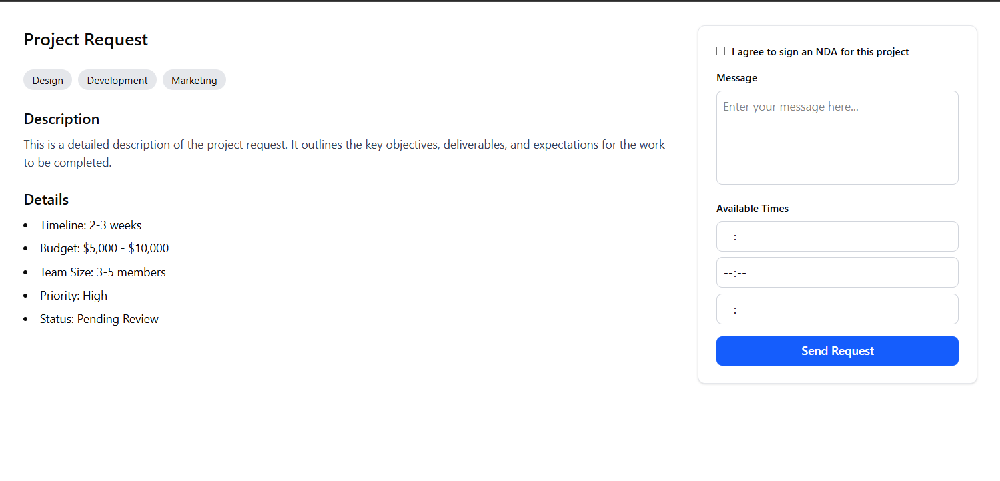 Project Request
Design Development Marketing
Description
This is a detailed description of the project request. It outlines the key objectives, deliverables, and expectations for the work
to be completed.
Details
Timeline: 2-3 weeks
Budget: $5,000 - $10,000
Team Size: 3-5 members
Priority: High
Status: Pending Review
I agree to sign an NDA for this project
Message
Enter your message here...
Available Times
--:--
--:--
--:--
Send Request